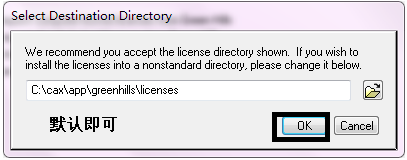 Select Destination Directory
We recommend you accept the license directory shown. If you wish to
install the licenses into a nonstandard directory, please change it below.
C:\cax\app\greenhills\licenses
默认即可
OK
Cancel